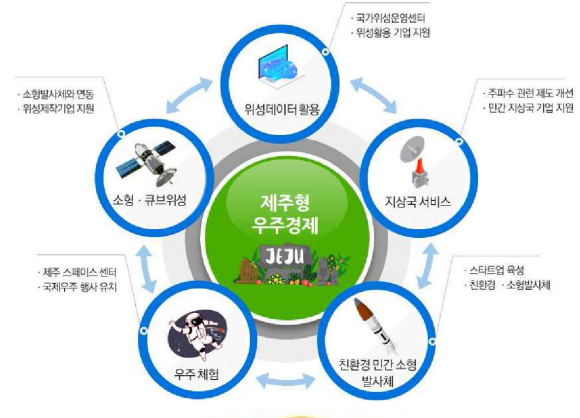 · 국가위성운영센터
· 위성활용 기업 지원
위성데이터 활용
· 소형발사체와 연동
· 위성제작기업 지원
소형 · 큐브위성
· 주파수 관련 제도 개선
· 민간 지상국 기업 지원
지상국 서비스
제주형
우주경제
JEJU
· 제주 스페이스 센터
· 국제우주 행사 유치
우주 체험
· 스타트업 육성
· 친환경 · 소형발사체
친환경 민간 소형
발사체